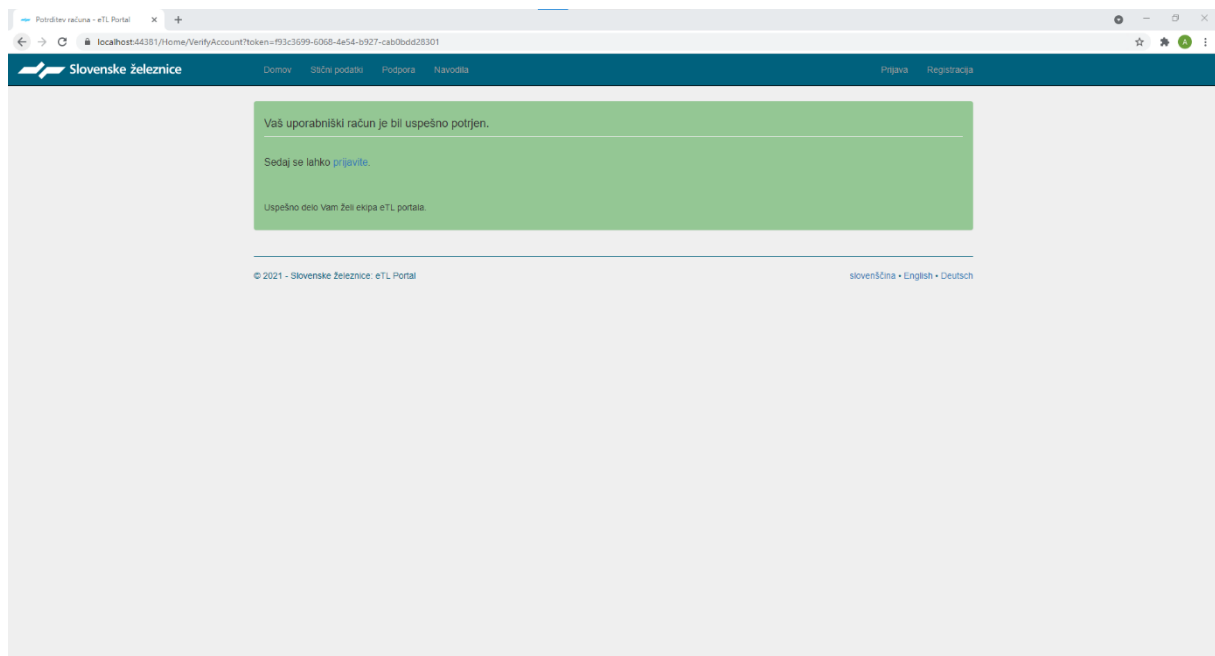 Potrditev računa - eTL Portal
localhost:44381/Home/VerifyAccount?token=f93c3699-6068-4e54-b927-cab0bdd28301
A
Slovenske železnice
Domov Stični podatki Podpora Navodila Prijava Registracija
Vaš uporabniški račun je bil uspešno potrjen.
Sedaj se lahko prijavite.
Uspešno delo Vam želi ekipa eTL portala.
© 2021 - Slovenske železnice: eTL Portal slovenščina • English • Deutsch